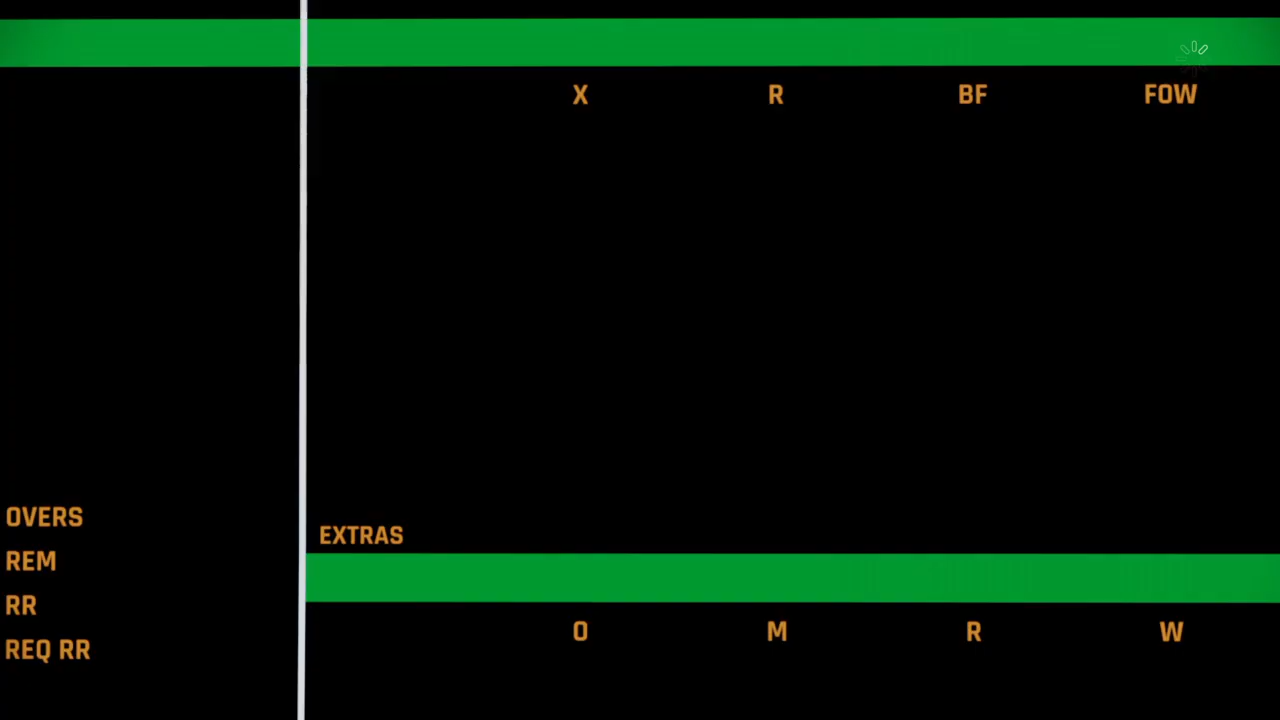 X R BF FOW
OVERS
EXTRAS
REM
RR
O M R W
REQ RR